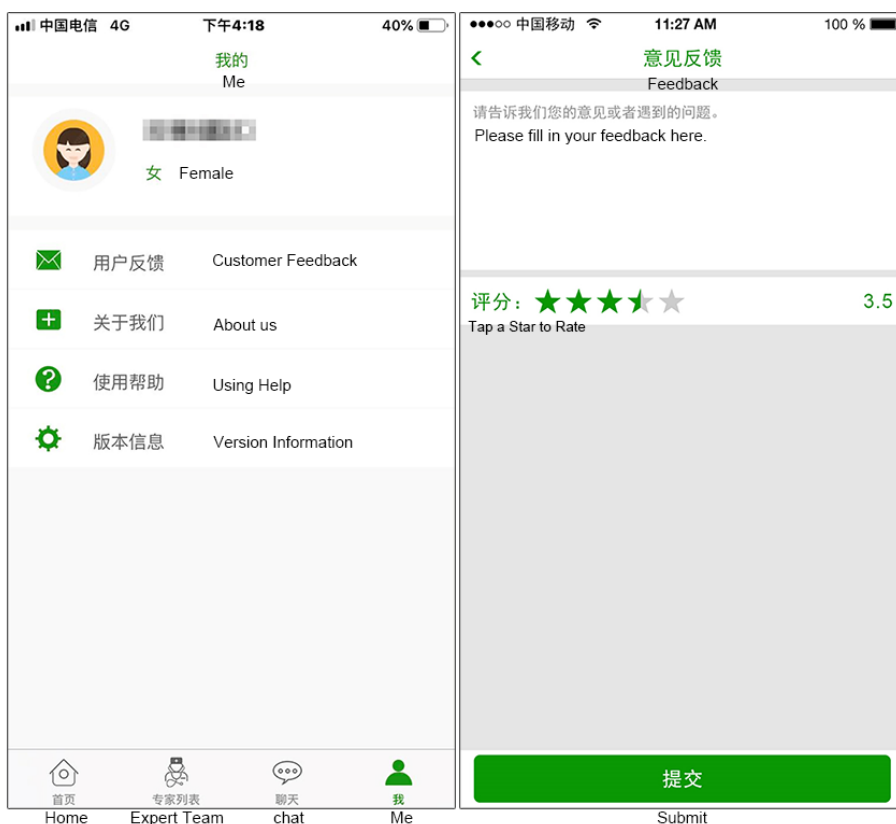 中国电信 4G 下午4:18 40%
我的
Me
女 Female
用户反馈 Customer Feedback
关于我们 About us
使用帮助 Using Help
版本信息 Version Information
首页 专家列表 聊天 我
Home Expert Team chat Me
中国移动 11:27 AM 100 %
意见反馈
Feedback
请告诉我们您的意见或者遇到的问题。
Please fill in your feedback here.
评分: 3.5
Tap a Star to Rate
提交
Submit